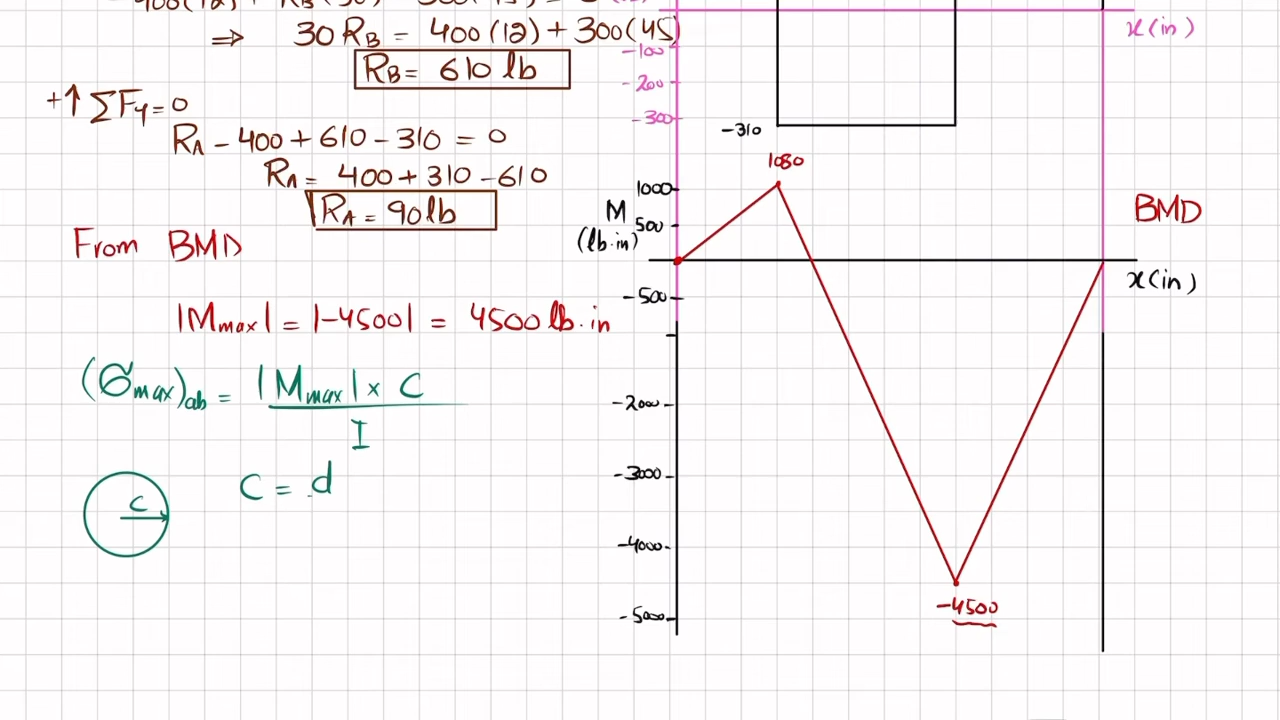 ⇒ 30 R_B = 400 (12) + 300 (45)
R_B = 610 lb
+↑ ΣF_y = 0
R_A - 400 + 610 - 310 = 0
R_A = 400 + 310 - 610
R_A = 90 lb
From BMD
|M_max| = |-4500| = 4500 lb.in
(σ_max)_ab = |M_max| × C
I
C
C = d
x(in)
-100
-200
-300
-310
1080
1000
M
500
(lb.in)
BMD
x(in)
-500
-2000
-3000
-4000
-4500
-5000